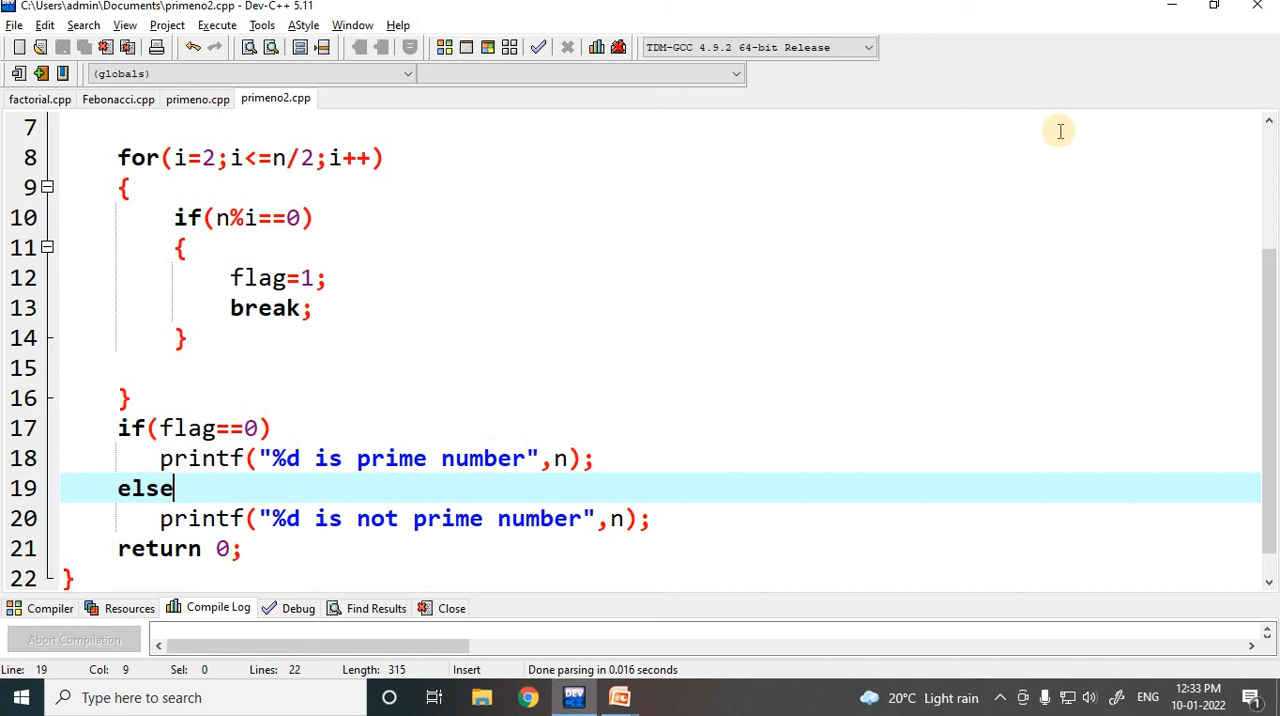 C:\Users\admin\Documents\primeno2.cpp - Dev-C++ 5.11
File Edit Search View Project Execute Tools AStyle Window Help
TDM-GCC 4.9.2 64-bit Release
(globals)
factorial.cpp Febonacci.cpp primeno.cpp primeno2.cpp
7
8 for(i=2;i<=n/2;i++)
9 {
10 if(n%i==0)
11 {
12 flag=1;
13 break;
14 }
15
16 }
17 if(flag==0)
18 printf("%d is prime number",n);
19 else
20 printf("%d is not prime number",n);
21 return 0;
22 }
Compiler Resources Compile Log Debug Find Results Close
Abort Compilation
Line: 19 Col: 9 Sel: 0 Lines: 22 Length: 315 Insert Done parsing in 0.016 seconds
Type here to search DEV 20°C Light rain ENG 12:33 PM
10-01-2022 1